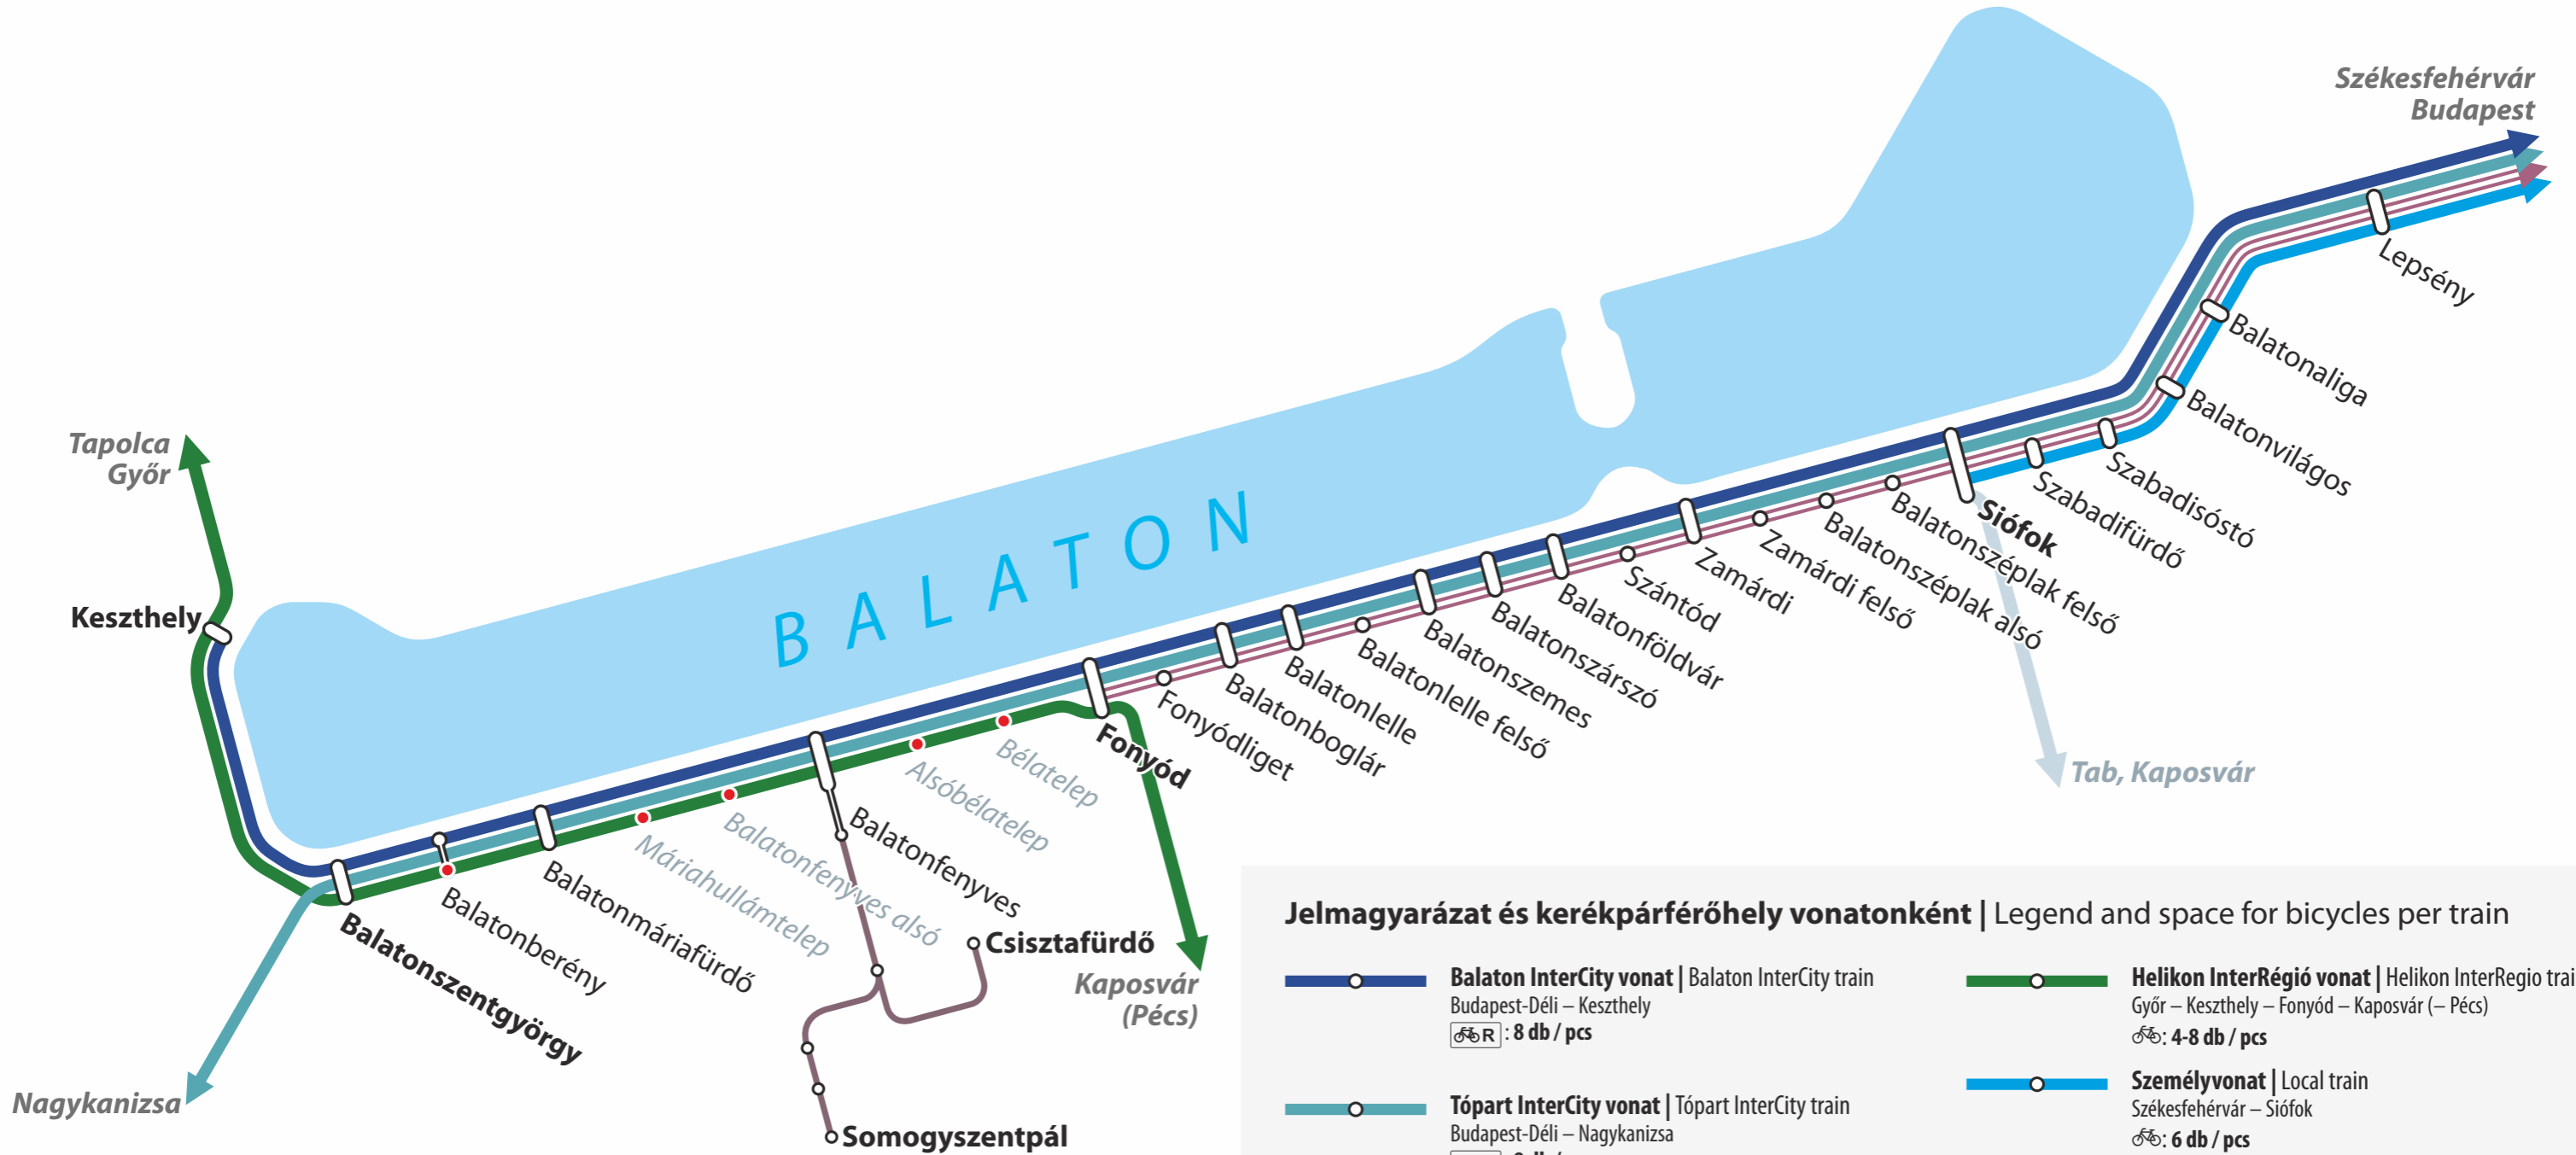 Székesfehérvár
Budapest
Lepsény
Balatonaliga
Balatonvilágos
Szabadisóstó
Szabadifürdő
Siófok
Balatonszéplak felső
Balatonszéplak alsó
Zamárdi felső
Zamárdi
Szántód
Balatonföldvár
Balatonszárszó
Balatonszemes
Balatonlelle felső
Balatonlelle
Balatonboglár
Fonyódliget
Fonyód
Bélatelep
Alsóbélatelep
Balatonfenyves
Balatonfenyves alsó
Máriahullámtelep
Balatonmáriafürdő
Balatonberény
Balatonszentgyörgy
Keszthely
Tapolca
Győr
BALATON
Tab, Kaposvár
Kaposvár
(Pécs)
Csisztafürdő
Somogyszentpál
Nagykanizsa
Jelmagyarázat és kerékpárférőhely vonatonként | Legend and space for bicycles per train
Balaton InterCity vonat | Balaton InterCity train
Budapest-Déli – Keszthely
R : 8 db / pcs
Tópart InterCity vonat | Tópart InterCity train
Budapest-Déli – Nagykanizsa
Helikon InterRégió vonat | Helikon InterRegio trai
Győr – Keszthely – Fonyód – Kaposvár (– Pécs)
: 4-8 db / pcs
Személyvonat | Local train
Székesfehérvár – Siófok
: 6 db / pcs